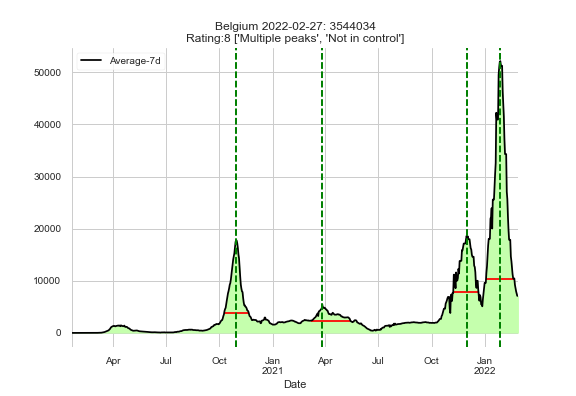 Belgium 2022-02-27: 3544034
Rating:8 ['Multiple peaks', 'Not in control']
Average-7d
50000
40000
30000
20000
10000
0
Apr Jul Oct Jan Apr Jul Oct Jan
2021 2022
Date